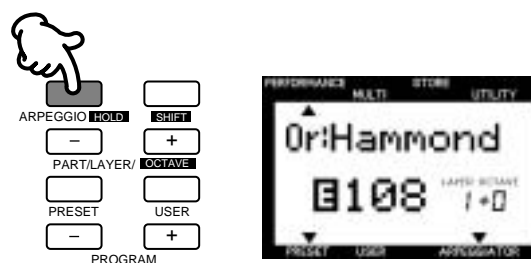 ARPEGGIO HOLD SHIFT
− +
PART/LAYER/ OCTAVE
PRESET USER
− +
PROGRAM
PERFORMANCE MULTI STORE UTILITY
Or:Hammond
LAYER OCTAVE
E108 1+0
PRESET USER ARPEGGIATOR